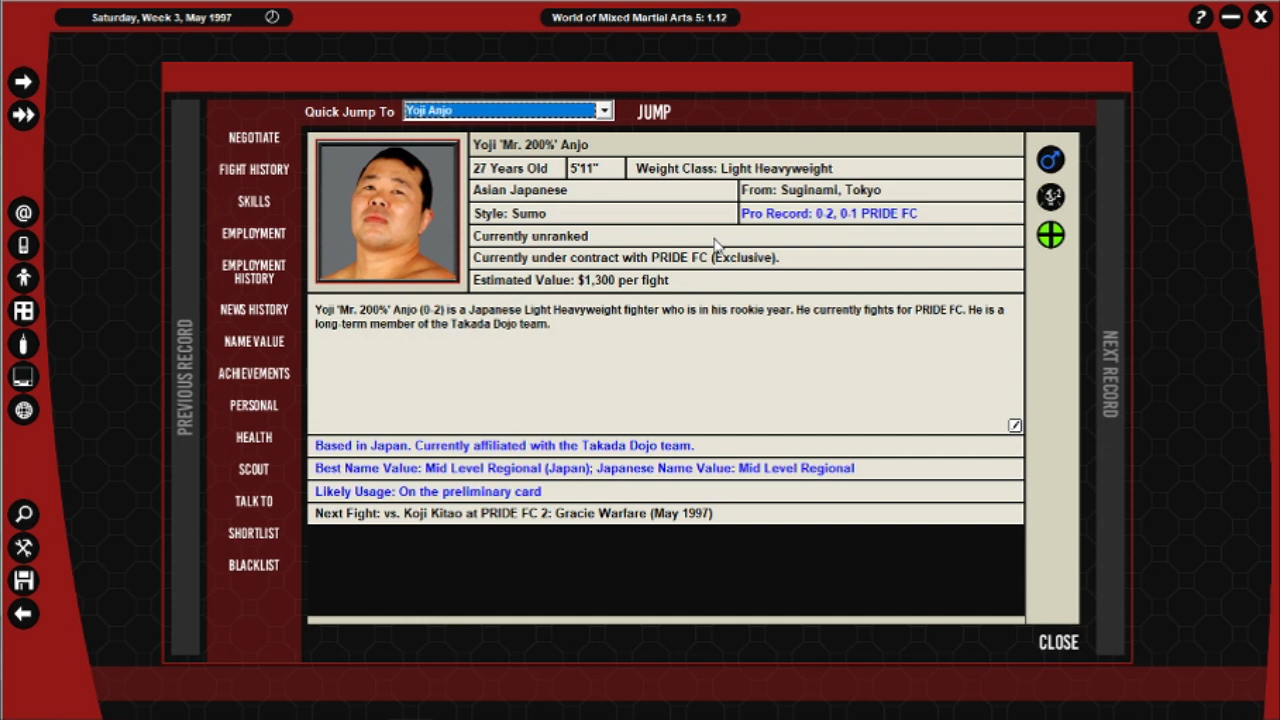 Saturday, Week 3, May 1997
World of Mixed Martial Arts 5: 1.12
?
X
Quick Jump To
Yoji Anjo
JUMP
NEGOTIATE
FIGHT HISTORY
SKILLS
EMPLOYMENT
EMPLOYMENT
HISTORY
NEWS HISTORY
NAME VALUE
ACHIEVEMENTS
PERSONAL
HEALTH
SCOUT
TALK TO
SHORTLIST
BLACKLIST
PREVIOUS RECORD
Yoji 'Mr. 200%' Anjo
27 Years Old
5'11"
Weight Class: Light Heavyweight
Asian Japanese
From: Suginami, Tokyo
Style: Sumo
Pro Record: 0-2, 0-1 PRIDE FC
Currently unranked
Currently under contract with PRIDE FC (Exclusive).
Estimated Value: $1,300 per fight
Yoji 'Mr. 200%' Anjo (0-2) is a Japanese Light Heavyweight fighter who is in his rookie year. He currently fights for PRIDE FC. He is a
long-term member of the Takada Dojo team.
Based in Japan. Currently affiliated with the Takada Dojo team.
Best Name Value: Mid Level Regional (Japan); Japanese Name Value: Mid Level Regional
Likely Usage: On the preliminary card
Next Fight: vs. Koji Kitao at PRIDE FC 2: Gracie Warfare (May 1997)
NEXT RECORD
CLOSE
@